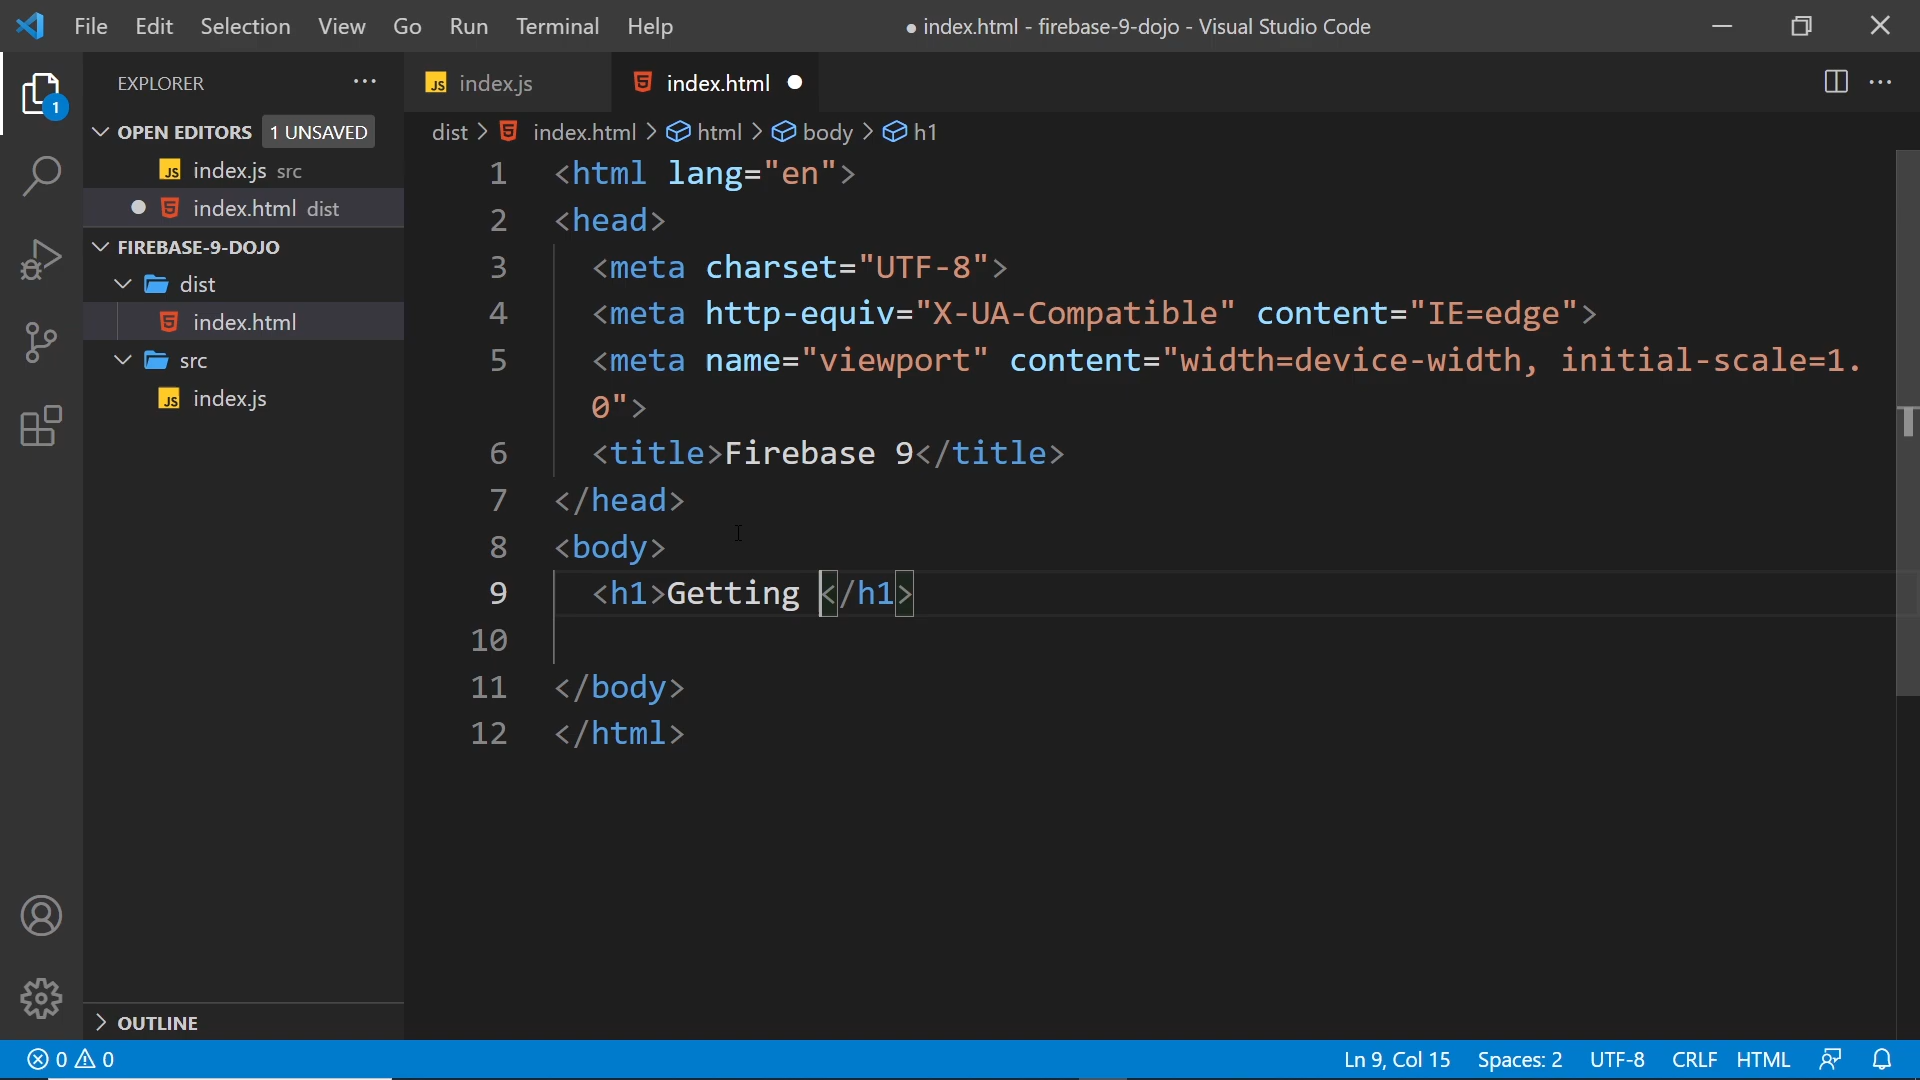 File Edit Selection View Go Run Terminal Help
● index.html - firebase-9-dojo - Visual Studio Code
EXPLORER
1
OPEN EDITORS 1 UNSAVED
JS index.js src
index.html dist
FIREBASE-9-DOJO
dist
index.html
src
JS index.js
OUTLINE
JS index.js
index.html
dist > index.html > html > body > h1
1 <html lang="en">
2 <head>
3 <meta charset="UTF-8">
4 <meta http-equiv="X-UA-Compatible" content="IE=edge">
5 <meta name="viewport" content="width=device-width, initial-scale=1.
0">
6 <title>Firebase 9</title>
7 </head>
8 <body>
9 <h1>Getting </h1>
10
11 </body>
12 </html>
0 0
Ln 9, Col 15 Spaces: 2 UTF-8 CRLF HTML